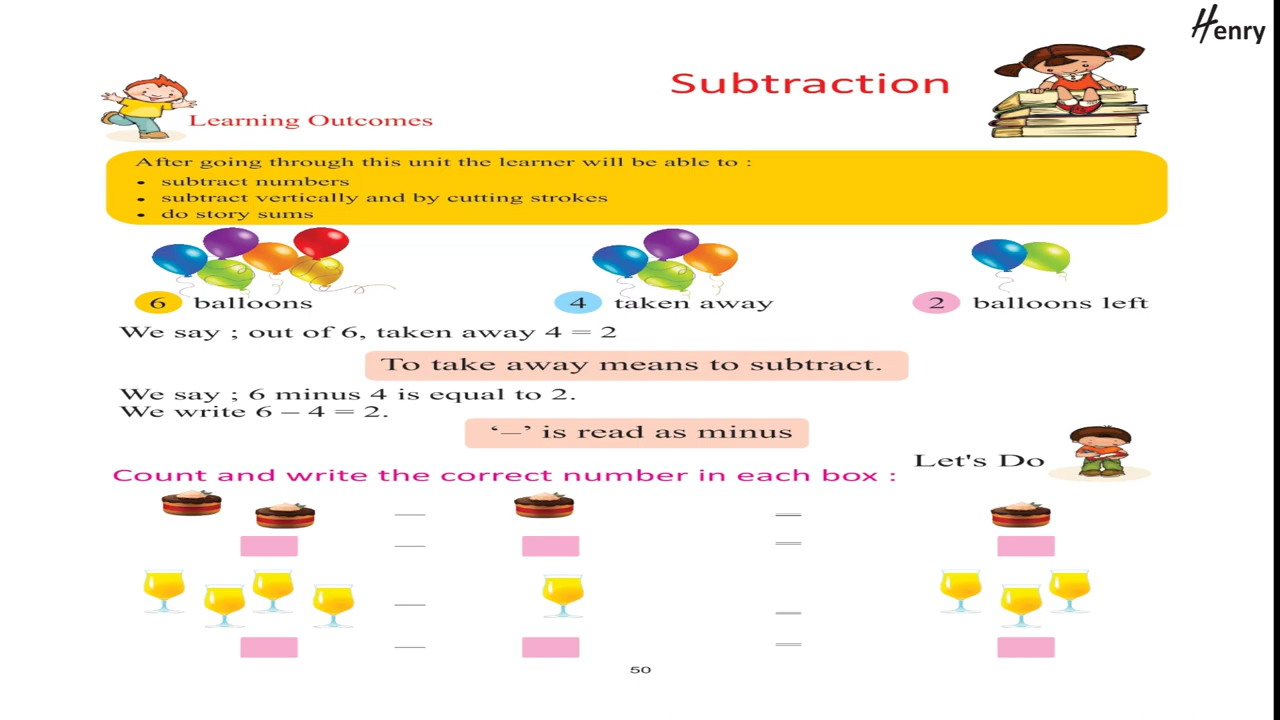 Henry
Subtraction
Learning Outcomes
After going through this unit the learner will be able to :
• subtract numbers
• subtract vertically and by cutting strokes
• do story sums
6 balloons 4 taken away 2 balloons left
We say ; out of 6, taken away 4 = 2
To take away means to subtract.
We say ; 6 minus 4 is equal to 2.
We write 6 – 4 = 2.
‘–’ is read as minus
Let's Do
Count and write the correct number in each box :
— =
— =
— =
— =
50